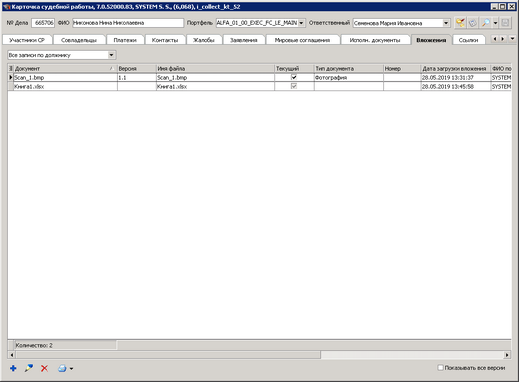 Карточка судебной работы, 7.0.52000.83, SYSTEM S. S., (6,068), i_collect_kt_52
№ Дела 665706 ФИО Никонова Нина Николаевна Портфель ALFA_01_00_EXEC_FC_LE_MAIN Ответственный Семенова Мария Ивановна
Участники СР Совладельцы Платежи Контакты Жалобы Заявления Мировые соглашения Исполн. документы Вложения Ссылки
Все записи по должнику
Документ Версия Имя файла Текущий Тип документа Номер Дата загрузки вложения ФИО по
Scan_1.bmp 1.1 Scan_1.bmp Фотография 28.05.2019 13:31:37 SYSTEM
Книга1.xlsx Книга1.xlsx 28.05.2019 13:45:58 SYSTEM
Количество: 2
Показывать все версии